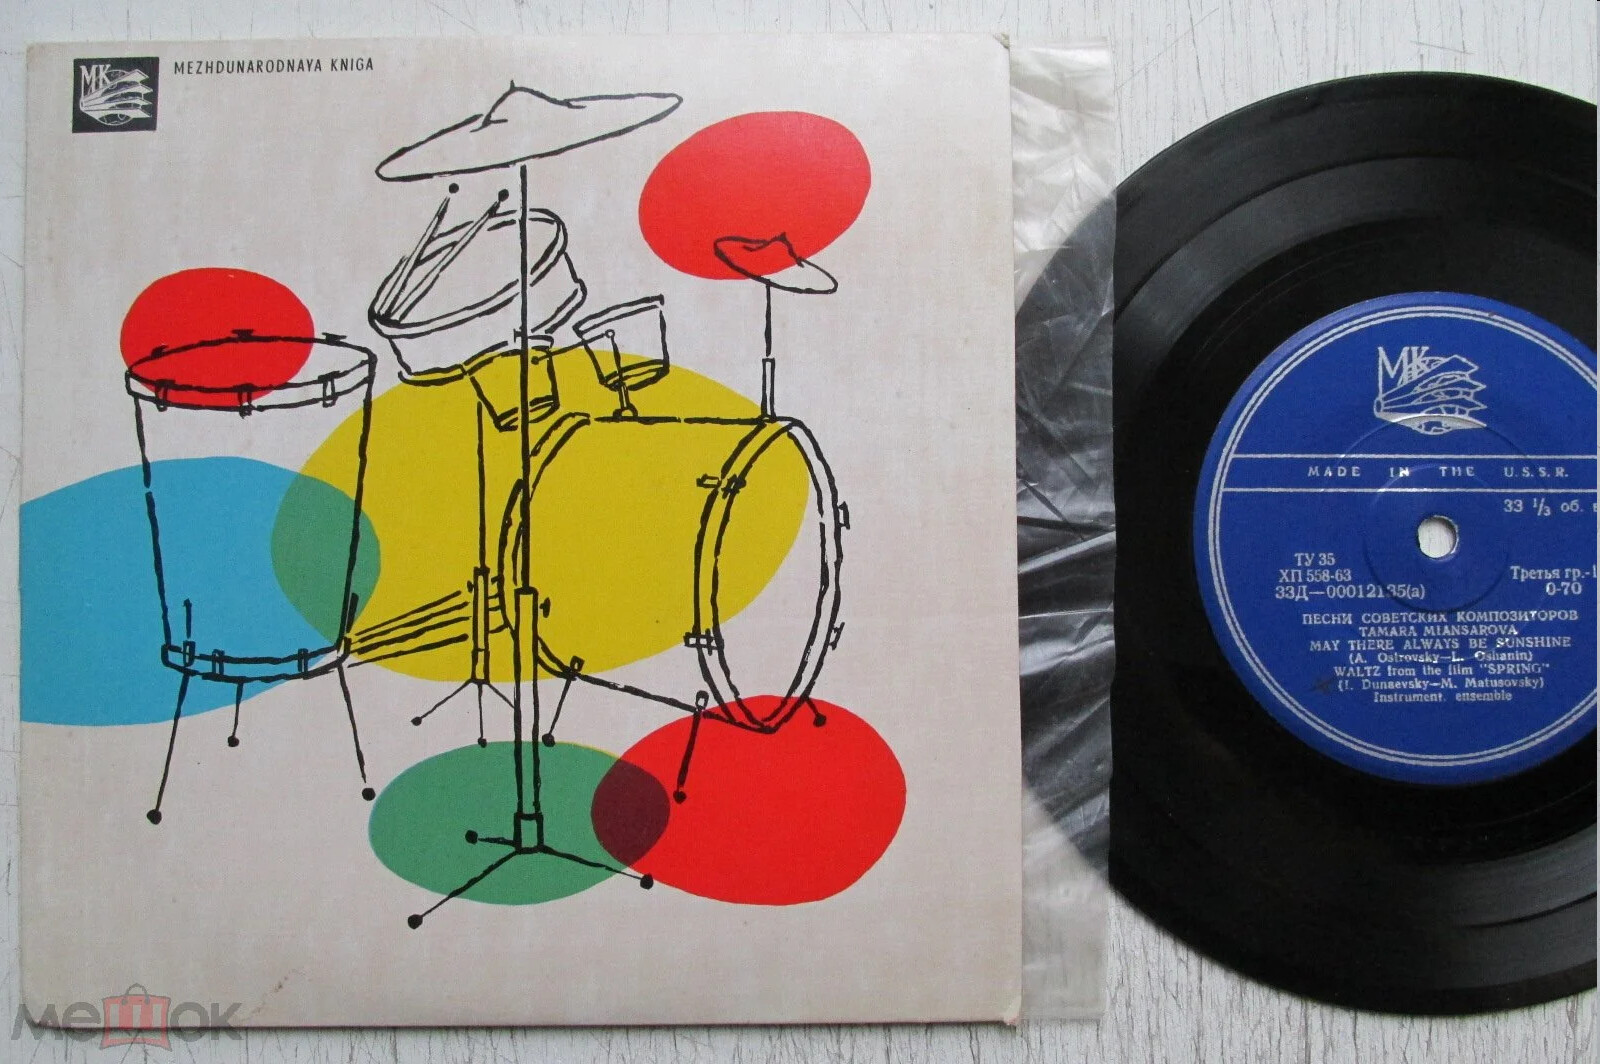 MK
MEZHDUNARODNAYA KNIGA
MK
MADE IN THE U.S.S.R.
33 1/3 об.
ТУ 35
ХП 558-63
Третья гр.-1
33Д—00012135(а)
0-70
ПЕСНИ СОВЕТСКИХ КОМПОЗИТОРОВ
TAMARA MIANSAROVA
MAY THERE ALWAYS BE SUNSHINE
(A. Ostrovsky—L. Oshanin)
WALTZ from the film "SPRING"
(I. Dunaevsky—M. Matusovsky)
Instrument. ensemble
мешок